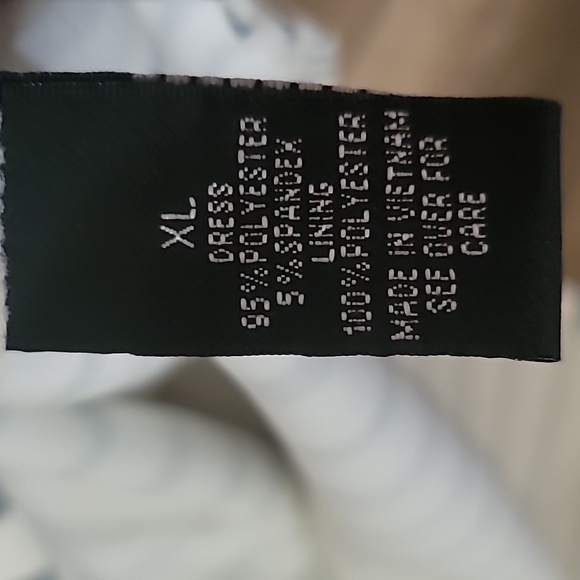 XL
DRESS
95% POLYESTER
5% SPANDEX
LINING
100% POLYESTER
MADE IN VIETNAM
SEE OVER FOR
CARE